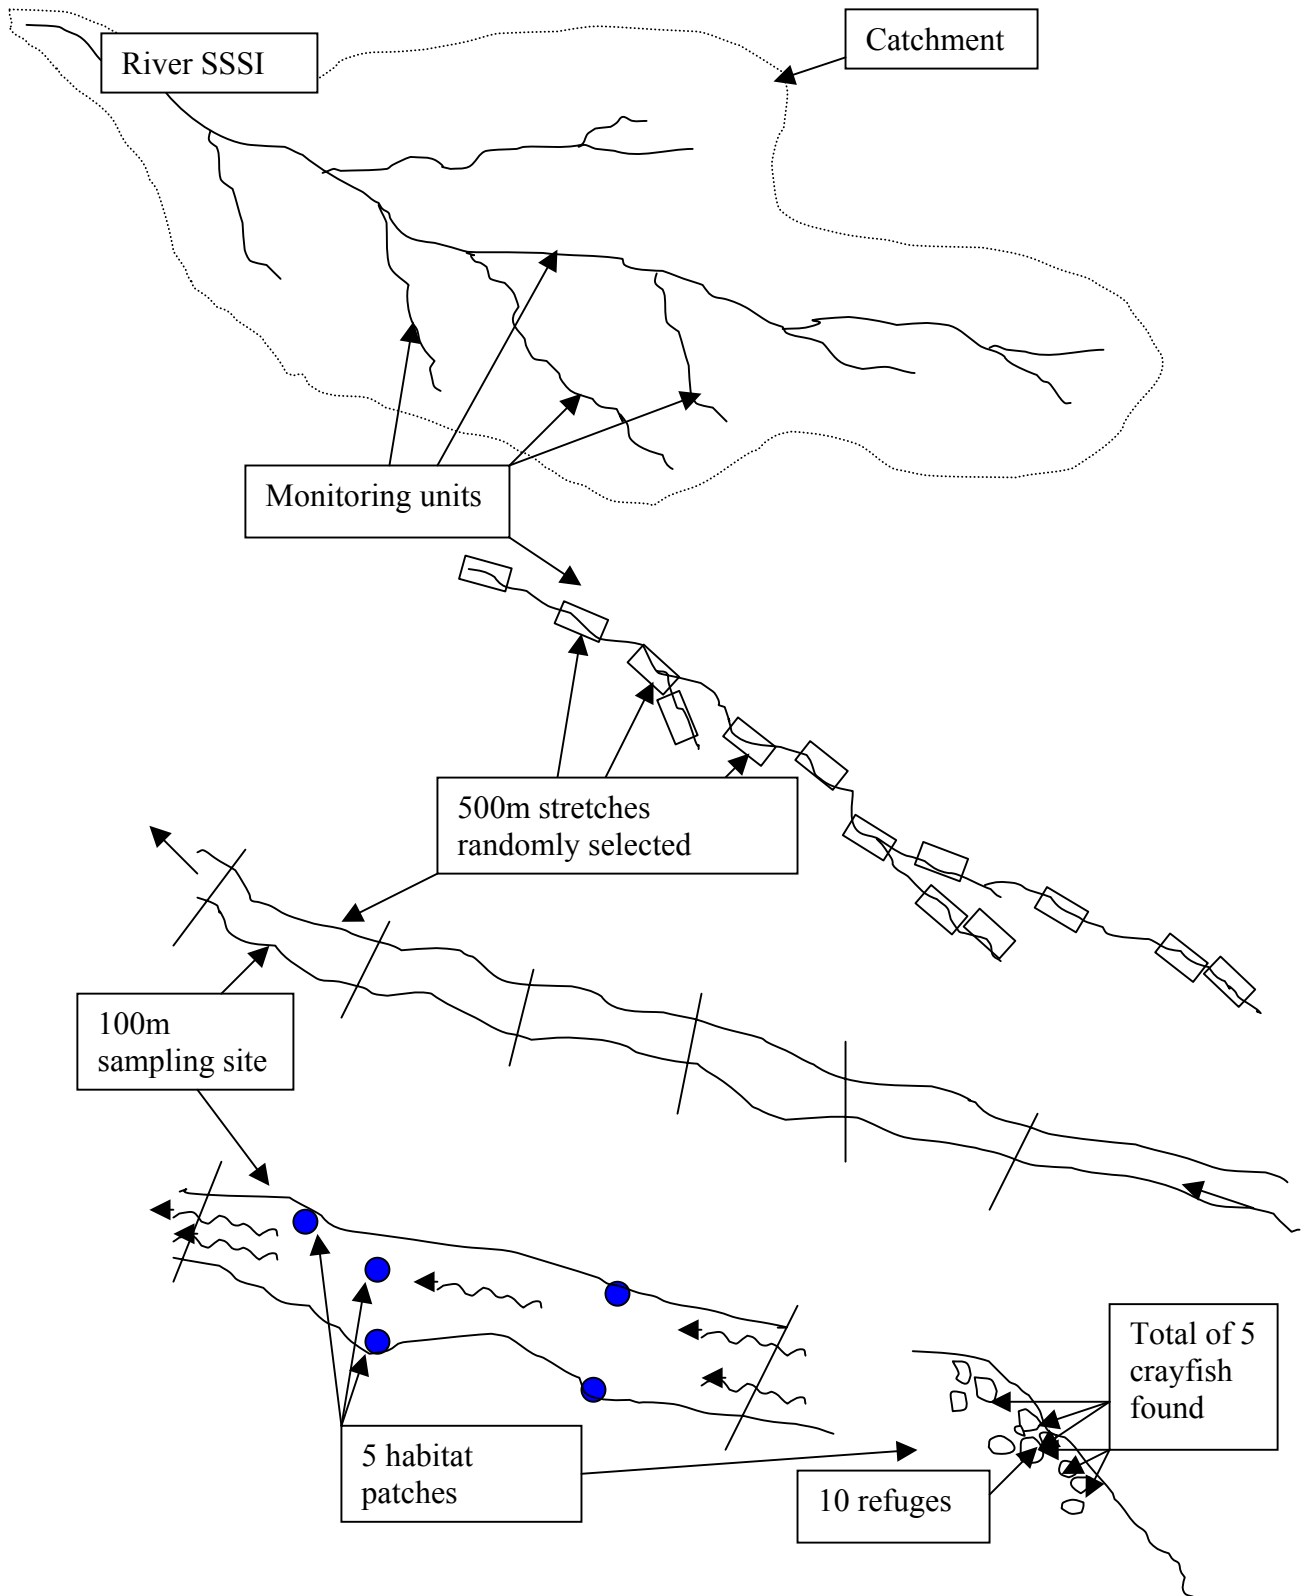 River SSSI
Catchment
Monitoring units
500m stretches
randomly selected
100m
sampling site
Total of 5
crayfish
found
5 habitat
patches
10 refuges